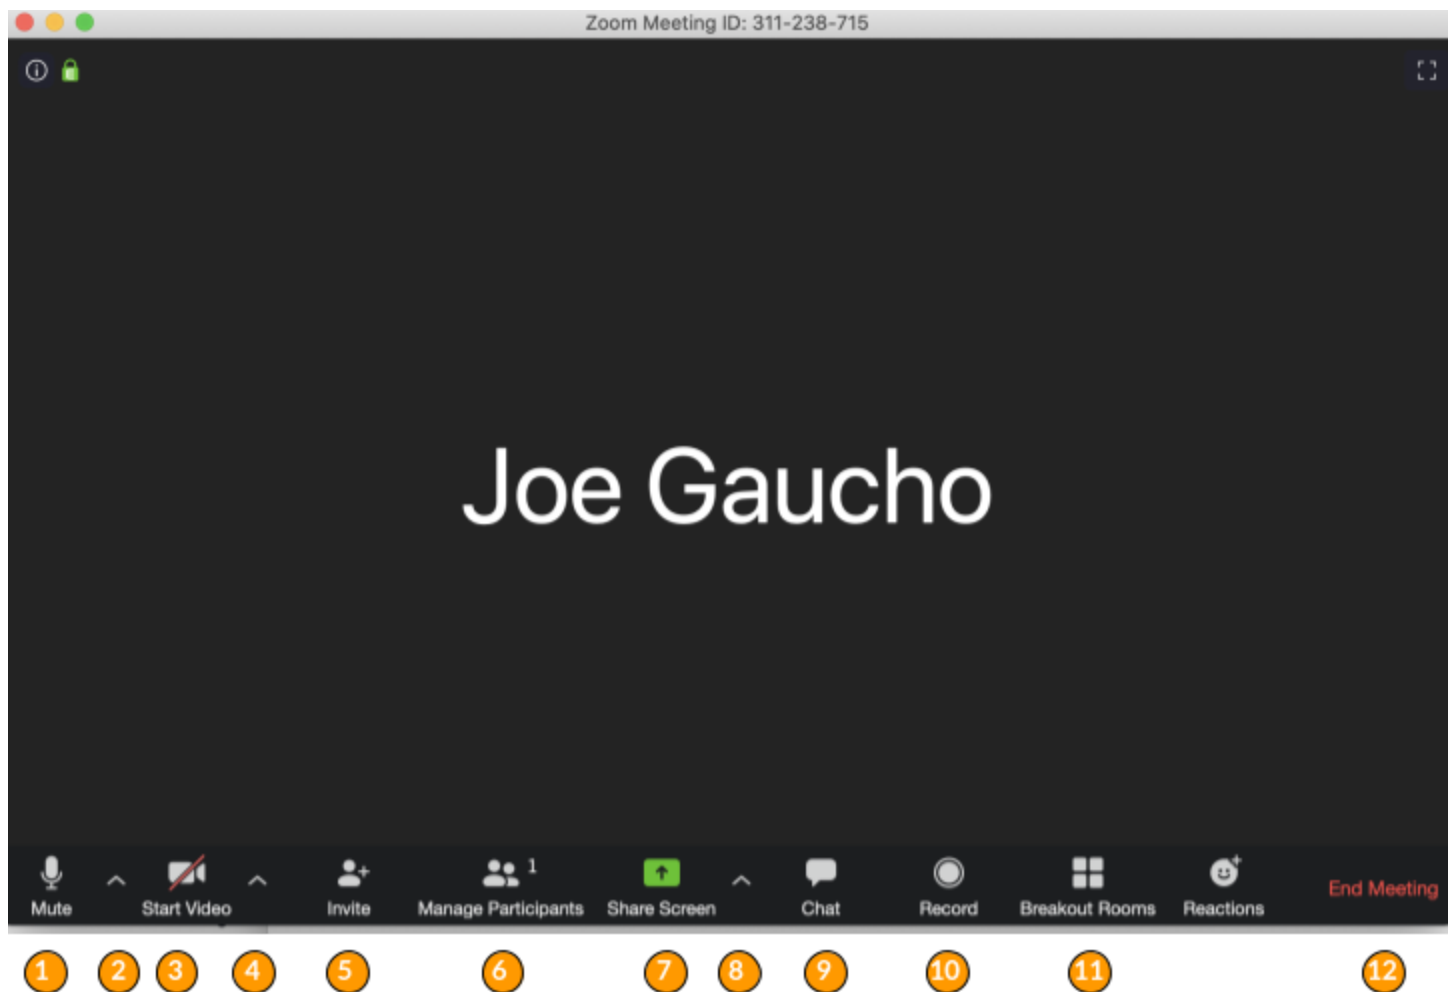 Zoom Meeting ID: 311-238-715
Joe Gaucho
1
Mute Start Video Invite Manage Participants Share Screen Chat Record Breakout Rooms Reactions End Meeting
1 2 3 4 5 6 7 8 9 10 11 12